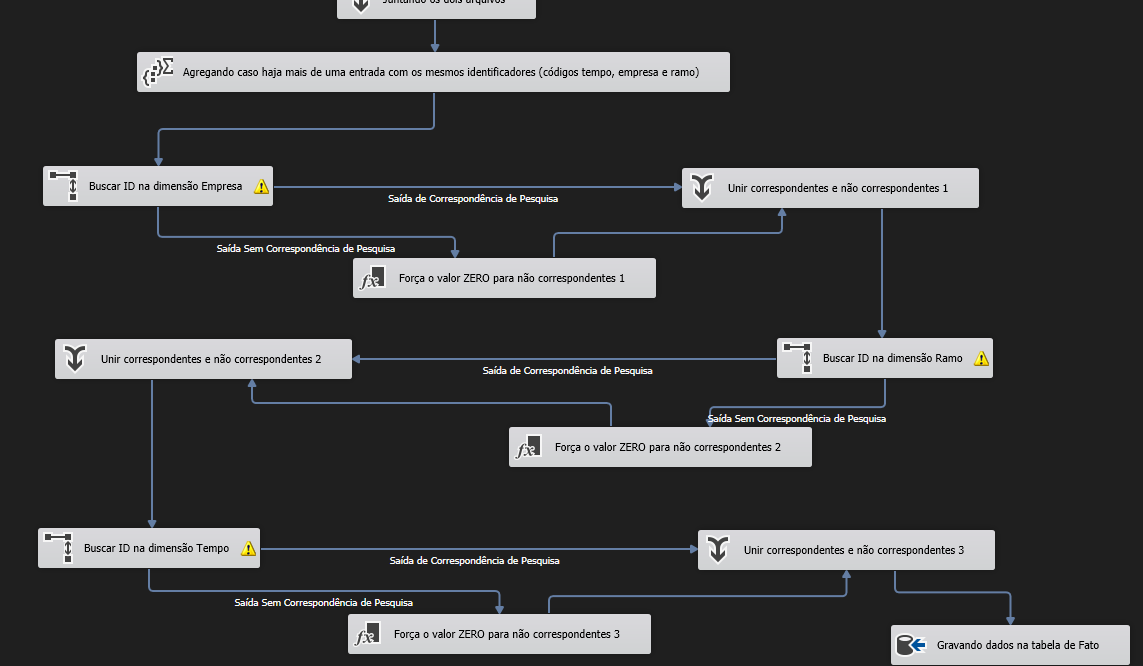 Juntando os dois arquivos
Agregando caso haja mais de uma entrada com os mesmos identificadores (códigos tempo, empresa e ramo)
Buscar ID na dimensão Empresa
Saída de Correspondência de Pesquisa
Unir correspondentes e não correspondentes 1
Saída Sem Correspondência de Pesquisa
Força o valor ZERO para não correspondentes 1
Unir correspondentes e não correspondentes 2
Saída de Correspondência de Pesquisa
Buscar ID na dimensão Ramo
Saída Sem Correspondência de Pesquisa
Força o valor ZERO para não correspondentes 2
Buscar ID na dimensão Tempo
Saída de Correspondência de Pesquisa
Unir correspondentes e não correspondentes 3
Saída Sem Correspondência de Pesquisa
Força o valor ZERO para não correspondentes 3
Gravando dados na tabela de Fato